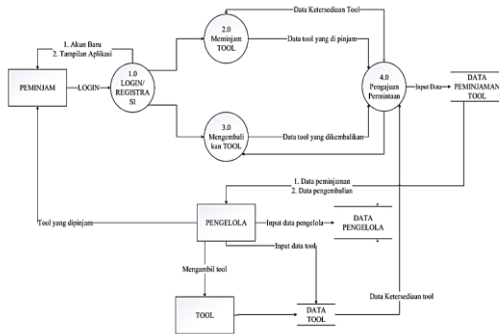 Data Ketersediaan Tool
1. Akun Baru
2. Tampilan Aplikasi
2.0
Meminjam
TOOL
Data tool yang di pinjam
PEMINJAM
LOGIN
1.0
LOGIN/
REGISTRA
SI
4.0
Pengajuan
Permintaan
Input Data
DATA
PEMINJAMAN
TOOL
3.0
Mengembali
kan TOOL
Data tool yang dikembalikan
1. Data peminjaman
2. Data pengembalian
Tool yang dipinjam
PENGELOLA
Input data pengelola
DATA
PENGELOLA
Input data tool
Mengambil tool
TOOL
DATA
TOOL
Data Ketersediaan tool